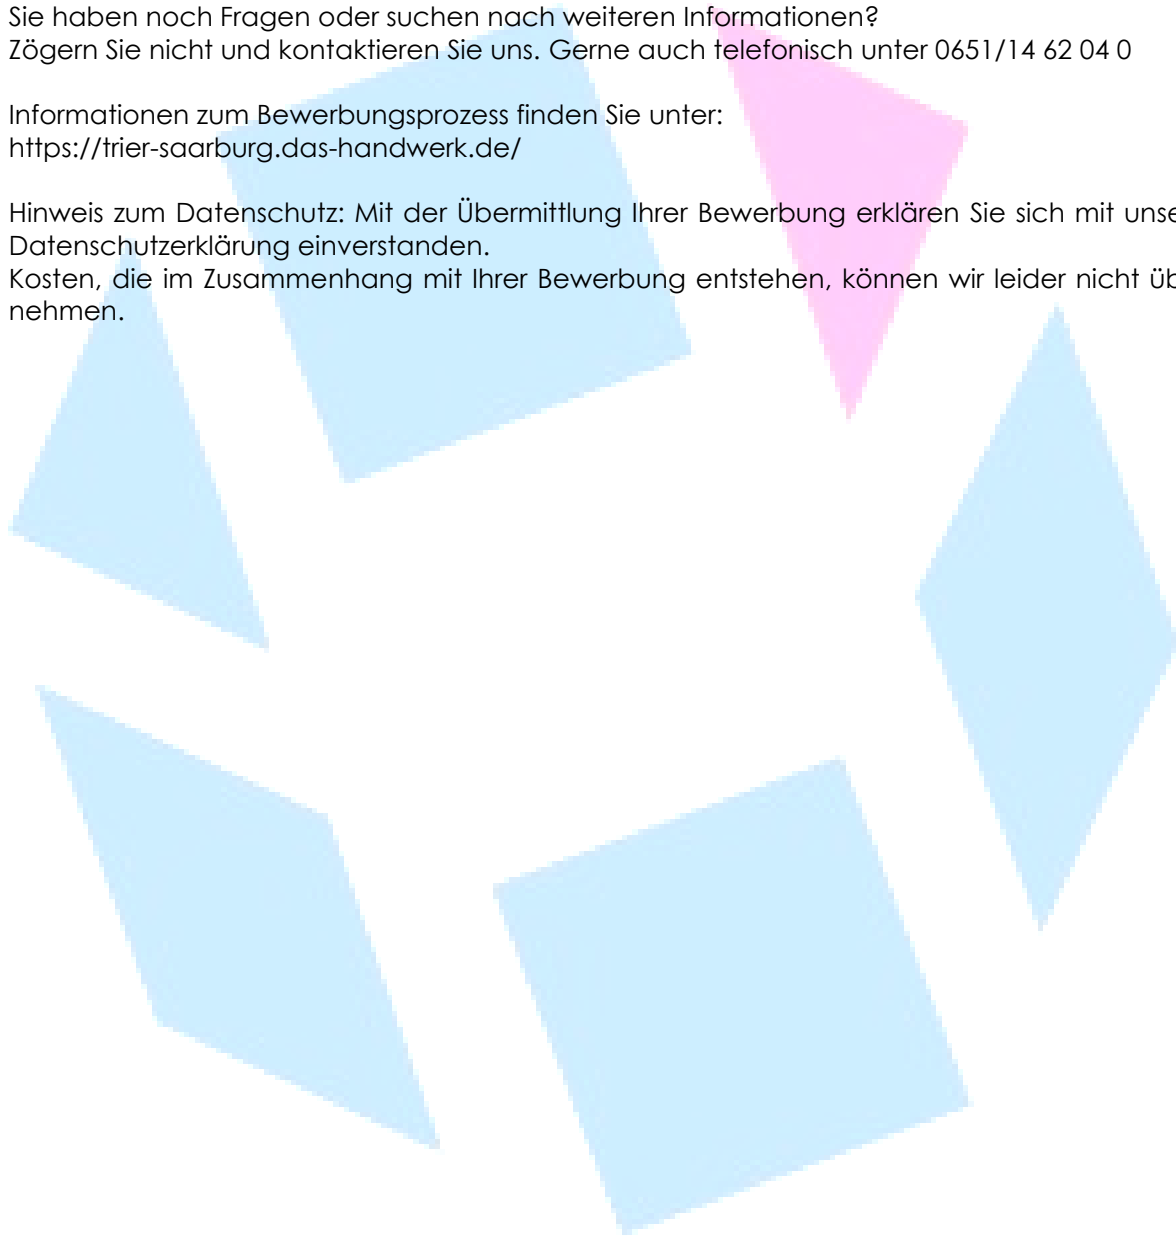 Sie haben noch Fragen oder suchen nach weiteren Informationen?
Zögern Sie nicht und kontaktieren Sie uns. Gerne auch telefonisch unter 0651/14 62 04 0
Informationen zum Bewerbungsprozess finden Sie unter:
https://trier-saarburg.das-handwerk.de/
Hinweis zum Datenschutz: Mit der Übermittlung Ihrer Bewerbung erklären Sie sich mit unse
Datenschutzerklärung einverstanden.
Kosten, die im Zusammenhang mit Ihrer Bewerbung entstehen, können wir leider nicht üb
nehmen.